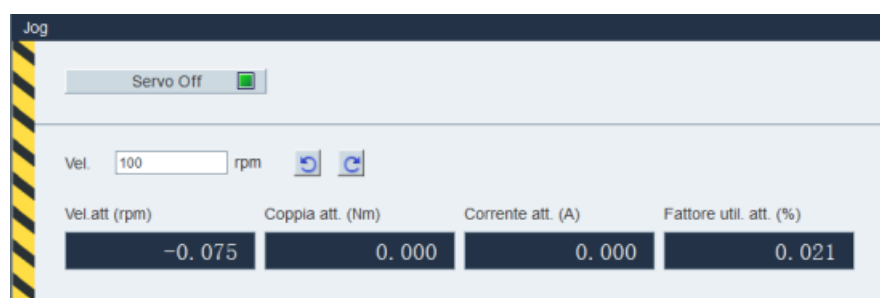 Jog
Servo Off
Vel. 100 rpm
Vel.att (rpm) Coppia att. (Nm) Corrente att. (A) Fattore util. att. (%)
-0.075 0.000 0.000 0.021